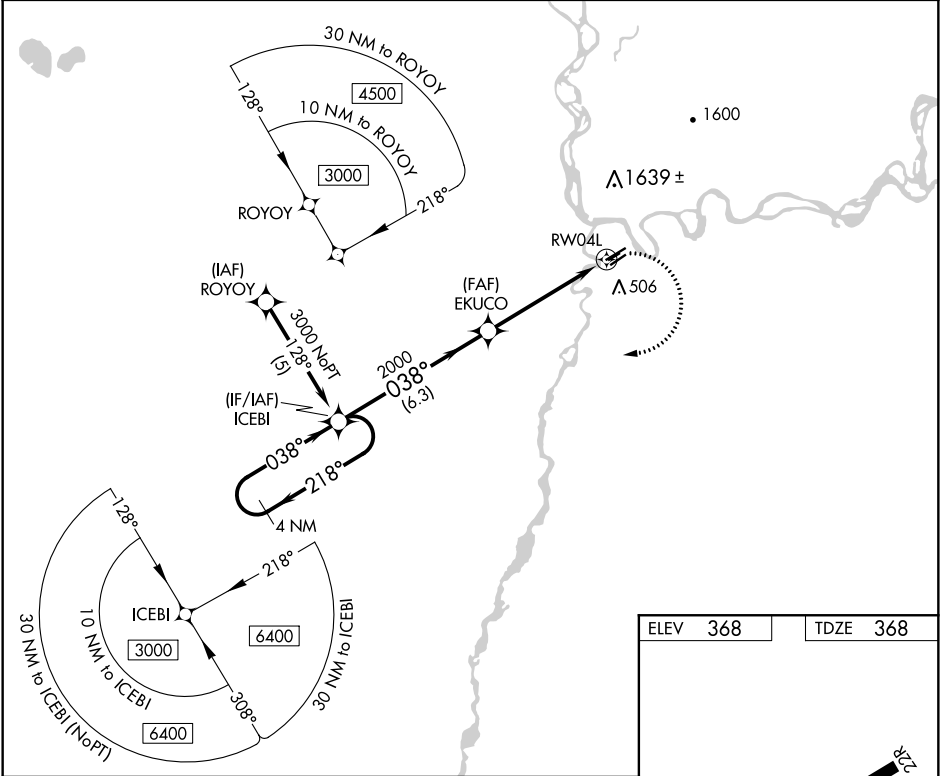 30 NM to ROYOY
4500
128°
10 NM to ROYOY
3000
218°
ROYOY
1600
1639 ±
RW04L
506
(IAF)
ROYOY
3000 NoPT
128°
(5)
(FAF)
EKUCO
2000
038°
(6.3)
(IF/IAF)
ICEBI
038°
218°
4 NM
128°
218°
ICEBI
3000
6400
10 NM to ICEBI
308°
30 NM to ICEBI
30 NM to ICEBI (NoPT)
6400
ELEV 368
TDZE 368
22R